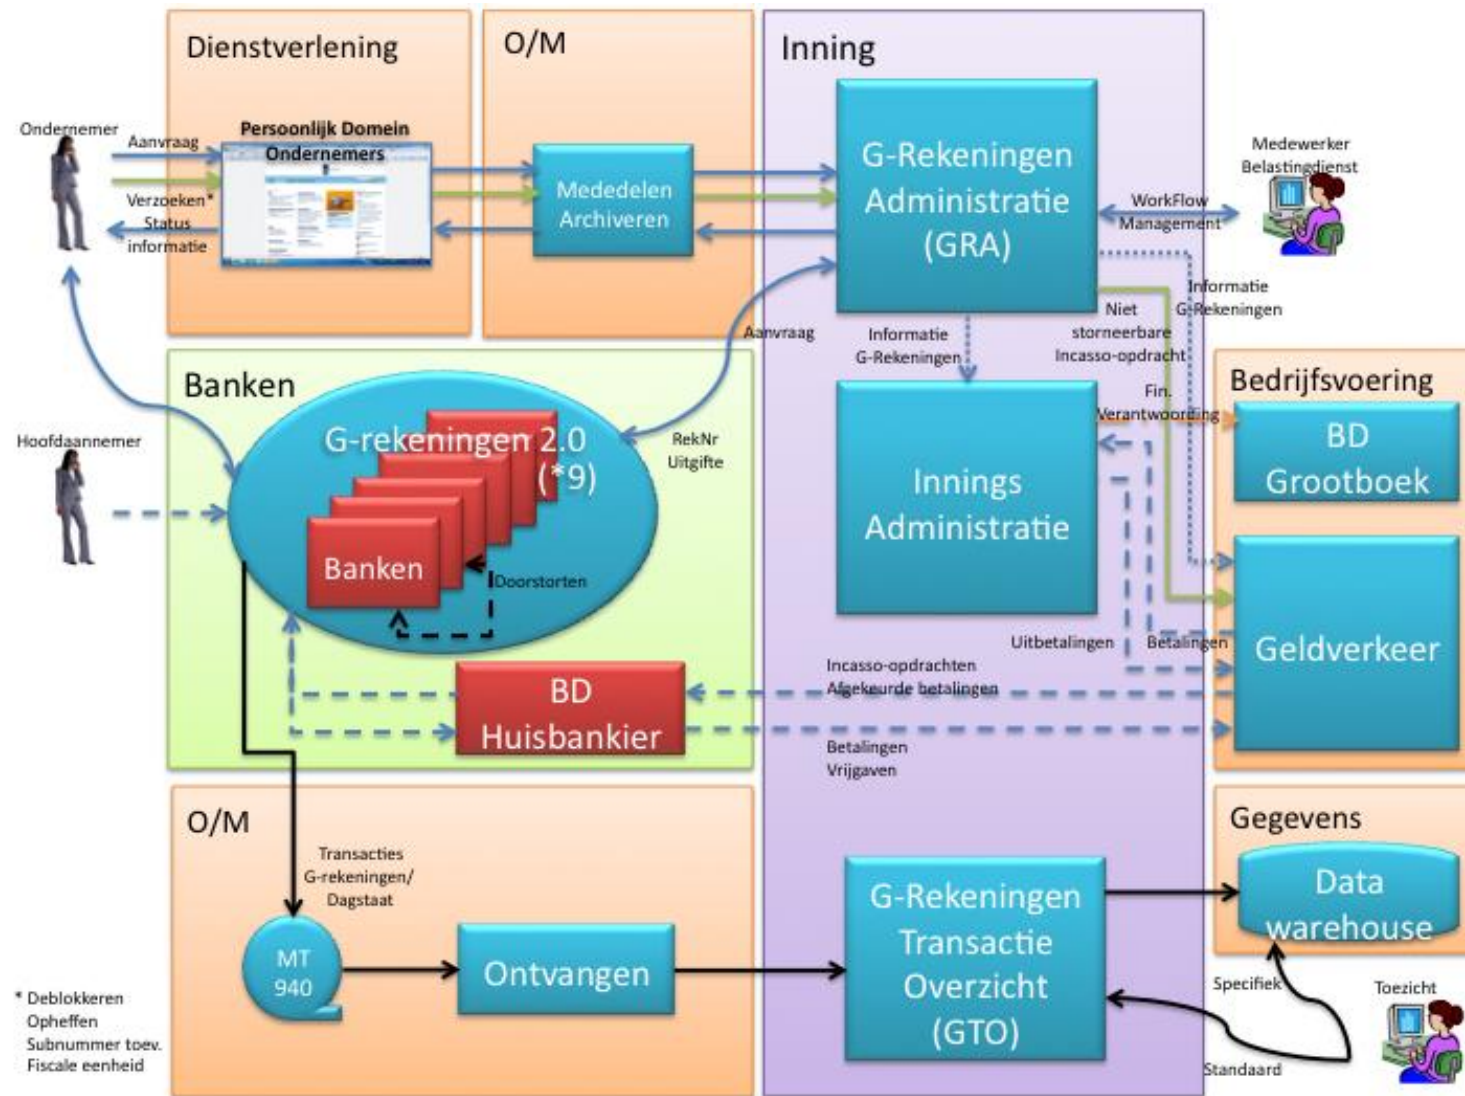 Dienstverlening
O/M
Inning
Ondernemer
Aanvraag
Verzoeken*
Status
informatie
Persoonlijk Domein
Ondernemers
Mededelen
Archiveren
G-Rekeningen
Administratie
(GRA)
WorkFlow
Management
Medewerker
Belastingdienst
Aanvraag
Informatie
G-Rekeningen
Niet
storneerbare
Incasso-opdracht
Informatie
G-Rekeningen
Banken
G-rekeningen 2.0
(*9)
Banken
Doorstorten
RekNr
Uitgifte
Hoofdaannemer
Innings
Administratie
Fin.
Verantwoording
Bedrijfsvoering
BD
Grootboek
Geldverkeer
Uitbetalingen
Betalingen
BD
Huisbankier
Incasso-opdrachten
Afgekeurde betalingen
Betalingen
Vrijgaven
O/M
Transacties
G-rekeningen/
Dagstaat
MT
940
Ontvangen
G-Rekeningen
Transactie
Overzicht
(GTO)
Gegevens
Data
warehouse
Specifiek
Standaard
Toezicht
* Deblokkeren
Opheffen
Subnummer toev.
Fiscale eenheid